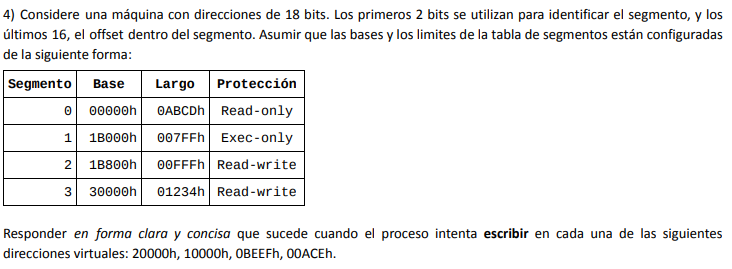 4) Considere una máquina con direcciones de 18 bits. Los primeros 2 bits se utilizan para identificar el segmento, y los
últimos 16, el offset dentro del segmento. Asumir que las bases y los limites de la tabla de segmentos están configuradas
de la siguiente forma:
Segmento Base Largo Protección
0 00000h 0ABCDh Read-only
1 1B000h 007FFh Exec-only
2 1B800h 00FFFh Read-write
3 30000h 01234h Read-write
Responder en forma clara y concisa que sucede cuando el proceso intenta escribir en cada una de las siguientes
direcciones virtuales: 20000h, 10000h, 0BEEFh, 00ACEh.